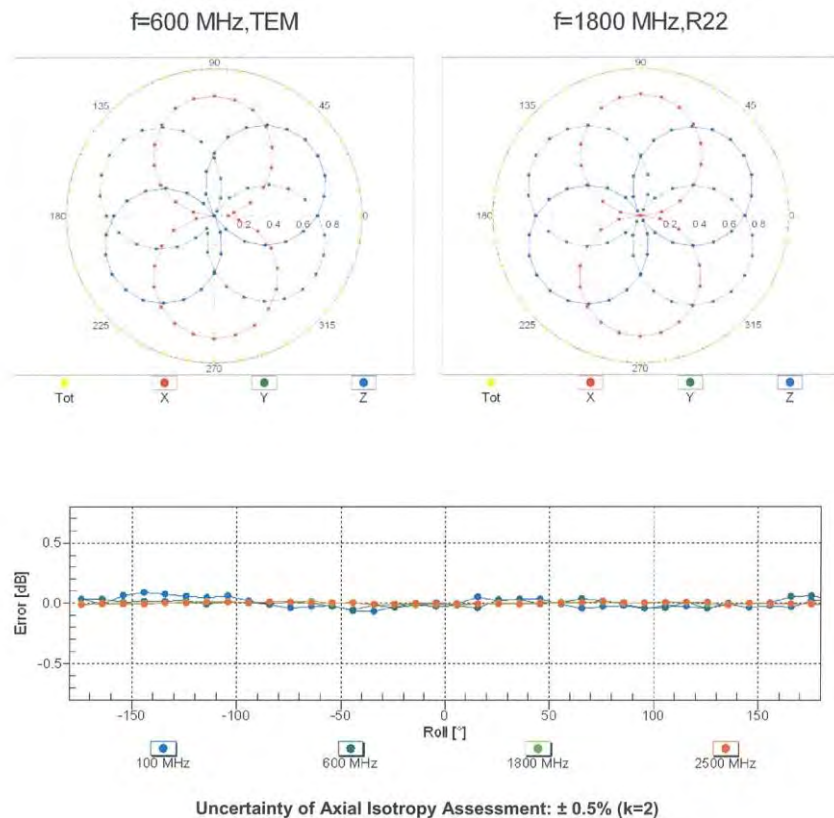 f=600 MHz,TEM
f=1800 MHz,R22
90
135
45
180
0.2 0.4 0.6 0.8
0
225
315
270
Tot X Y Z
90
135
45
180
0.2 0.4 0.6 0.8
0
225
315
270
Tot X Y Z
Error [dB]
0.5
0.0
-0.5
-150 -100 -50 0 50 100 150
Roll [°]
100 MHz 600 MHz 1800 MHz 2500 MHz
Uncertainty of Axial Isotropy Assessment: ± 0.5% (k=2)